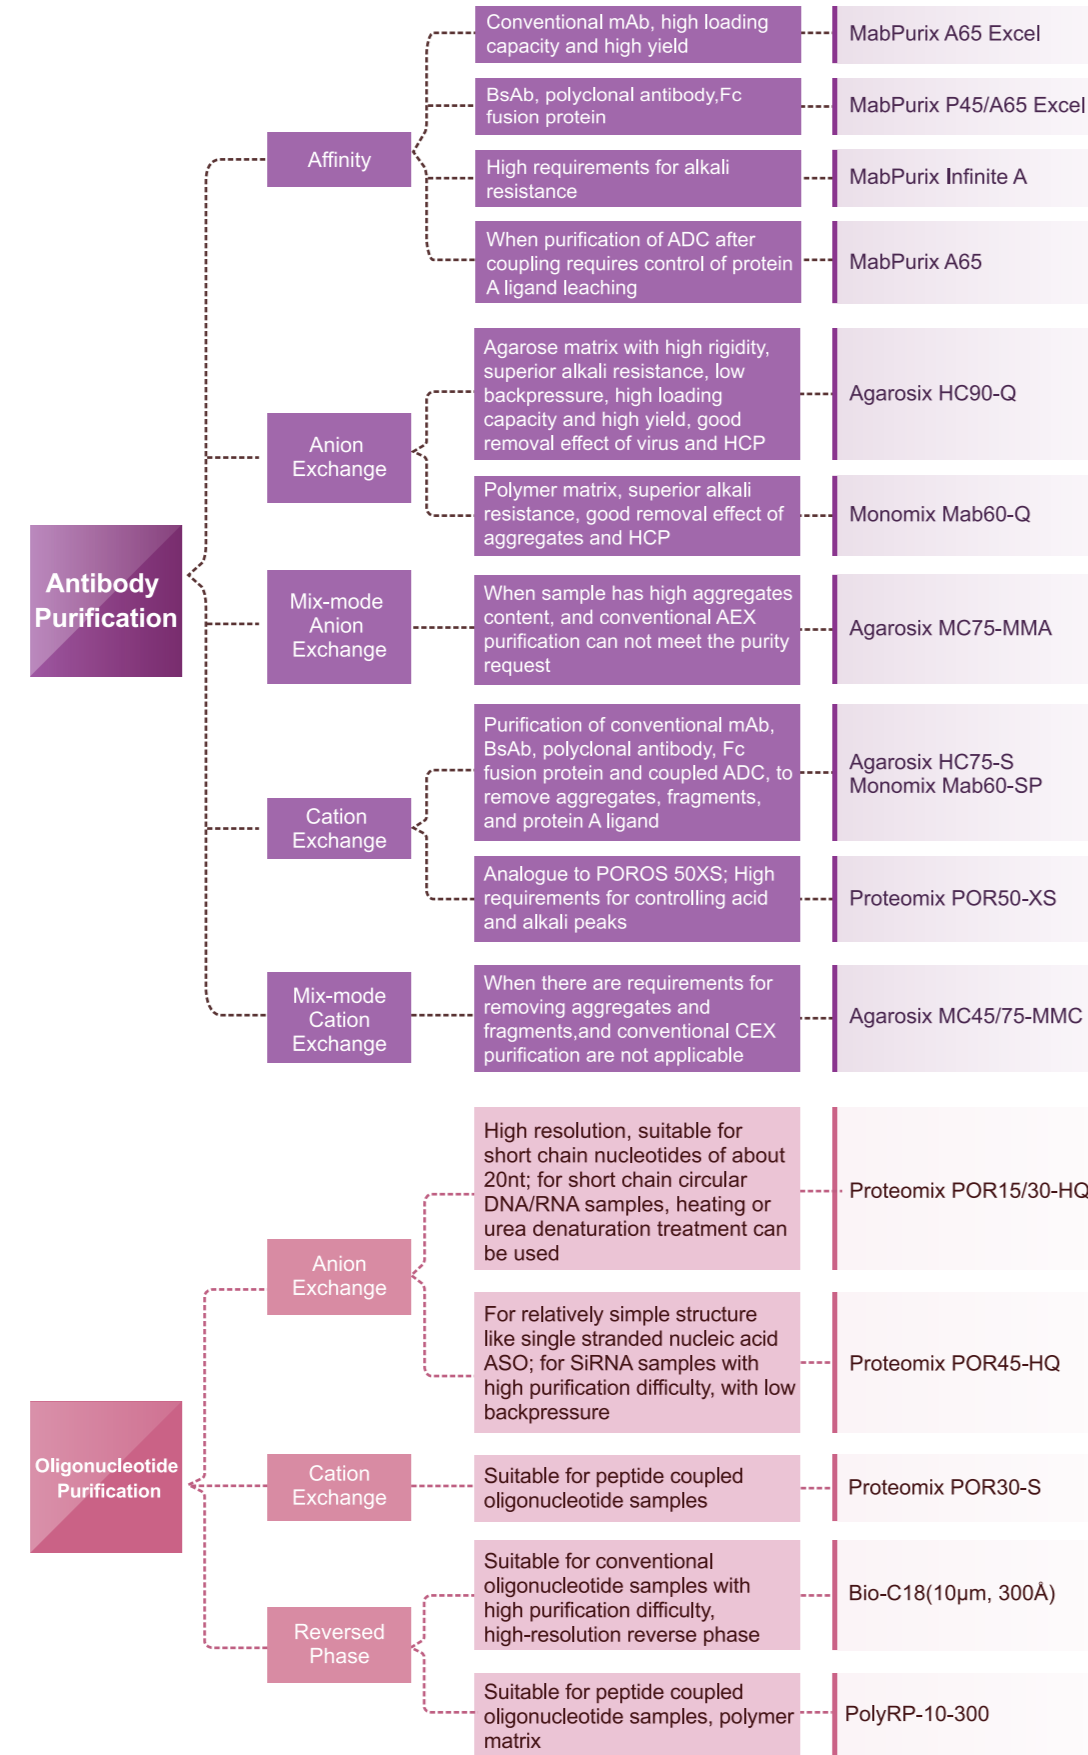 Conventional mAb, high loading
capacity and high yield
MabPurix A65 Excel
BsAb, polyclonal antibody,Fc
fusion protein
MabPurix P45/A65 Excel
Affinity
High requirements for alkali
resistance
MabPurix Infinite A
When purification of ADC after
coupling requires control of protein
A ligand leaching
MabPurix A65
Agarose matrix with high rigidity,
superior alkali resistance, low
backpressure, high loading
capacity and high yield, good
removal effect of virus and HCP
Agarosix HC90-Q
Anion
Exchange
Polymer matrix, superior alkali
resistance, good removal effect of
aggregates and HCP
Monomix Mab60-Q
Antibody
Purification
Mix-mode
Anion
Exchange
When sample has high aggregates
content, and conventional AEX
purification can not meet the purity
request
Agarosix MC75-MMA
Purification of conventional mAb,
BsAb, polyclonal antibody, Fc
fusion protein and coupled ADC, to
remove aggregates, fragments,
and protein A ligand
Agarosix HC75-S
Monomix Mab60-SP
Cation
Exchange
Analogue to POROS 50XS; High
requirements for controlling acid
and alkali peaks
Proteomix POR50-XS
Mix-mode
Cation
Exchange
When there are requirements for
removing aggregates and
fragments,and conventional CEX
purification are not applicable
Agarosix MC45/75-MMC
High resolution, suitable for
short chain nucleotides of about
20nt; for short chain circular
DNA/RNA samples, heating or
urea denaturation treatment can
be used
Proteomix POR15/30-HQ
Anion
Exchange
For relatively simple structure
like single stranded nucleic acid
ASO; for SiRNA samples with
high purification difficulty, with low
backpressure
Proteomix POR45-HQ
Oligonucleotide
Purification
Cation
Exchange
Suitable for peptide coupled
oligonucleotide samples
Proteomix POR30-S
Suitable for conventional
oligonucleotide samples with
high purification difficulty,
high-resolution reverse phase
Bio-C18(10μm, 300Å)
Reversed
Phase
Suitable for peptide coupled
oligonucleotide samples, polymer
matrix
PolyRP-10-300